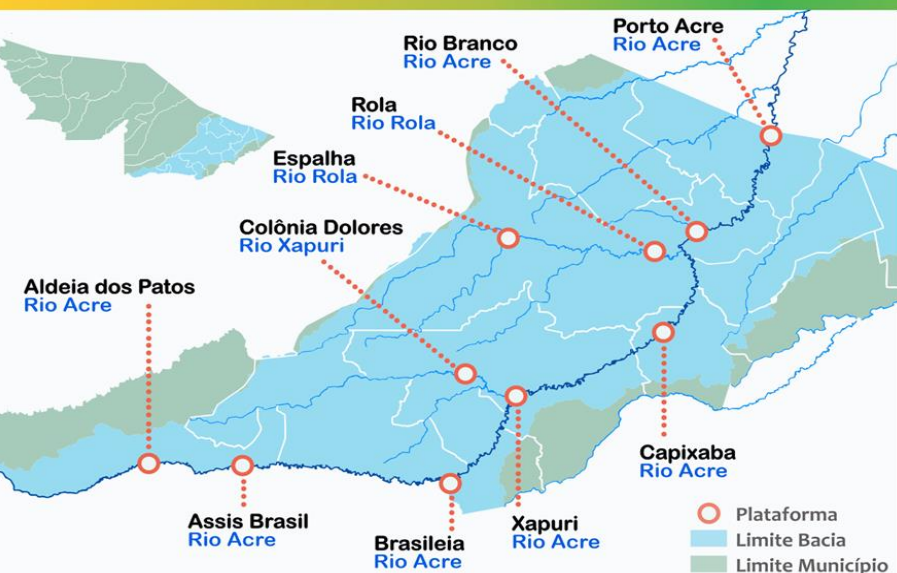 Porto Acre
Rio Acre
Rio Branco
Rio Acre
Rola
Rio Rola
Espalha
Rio Rola
Colônia Dolores
Rio Xapuri
Aldeia dos Patos
Rio Acre
Capixaba
Rio Acre
Assis Brasil
Rio Acre
Brasileia
Rio Acre
Xapuri
Rio Acre
Plataforma
Limite Bacia
Limite Município